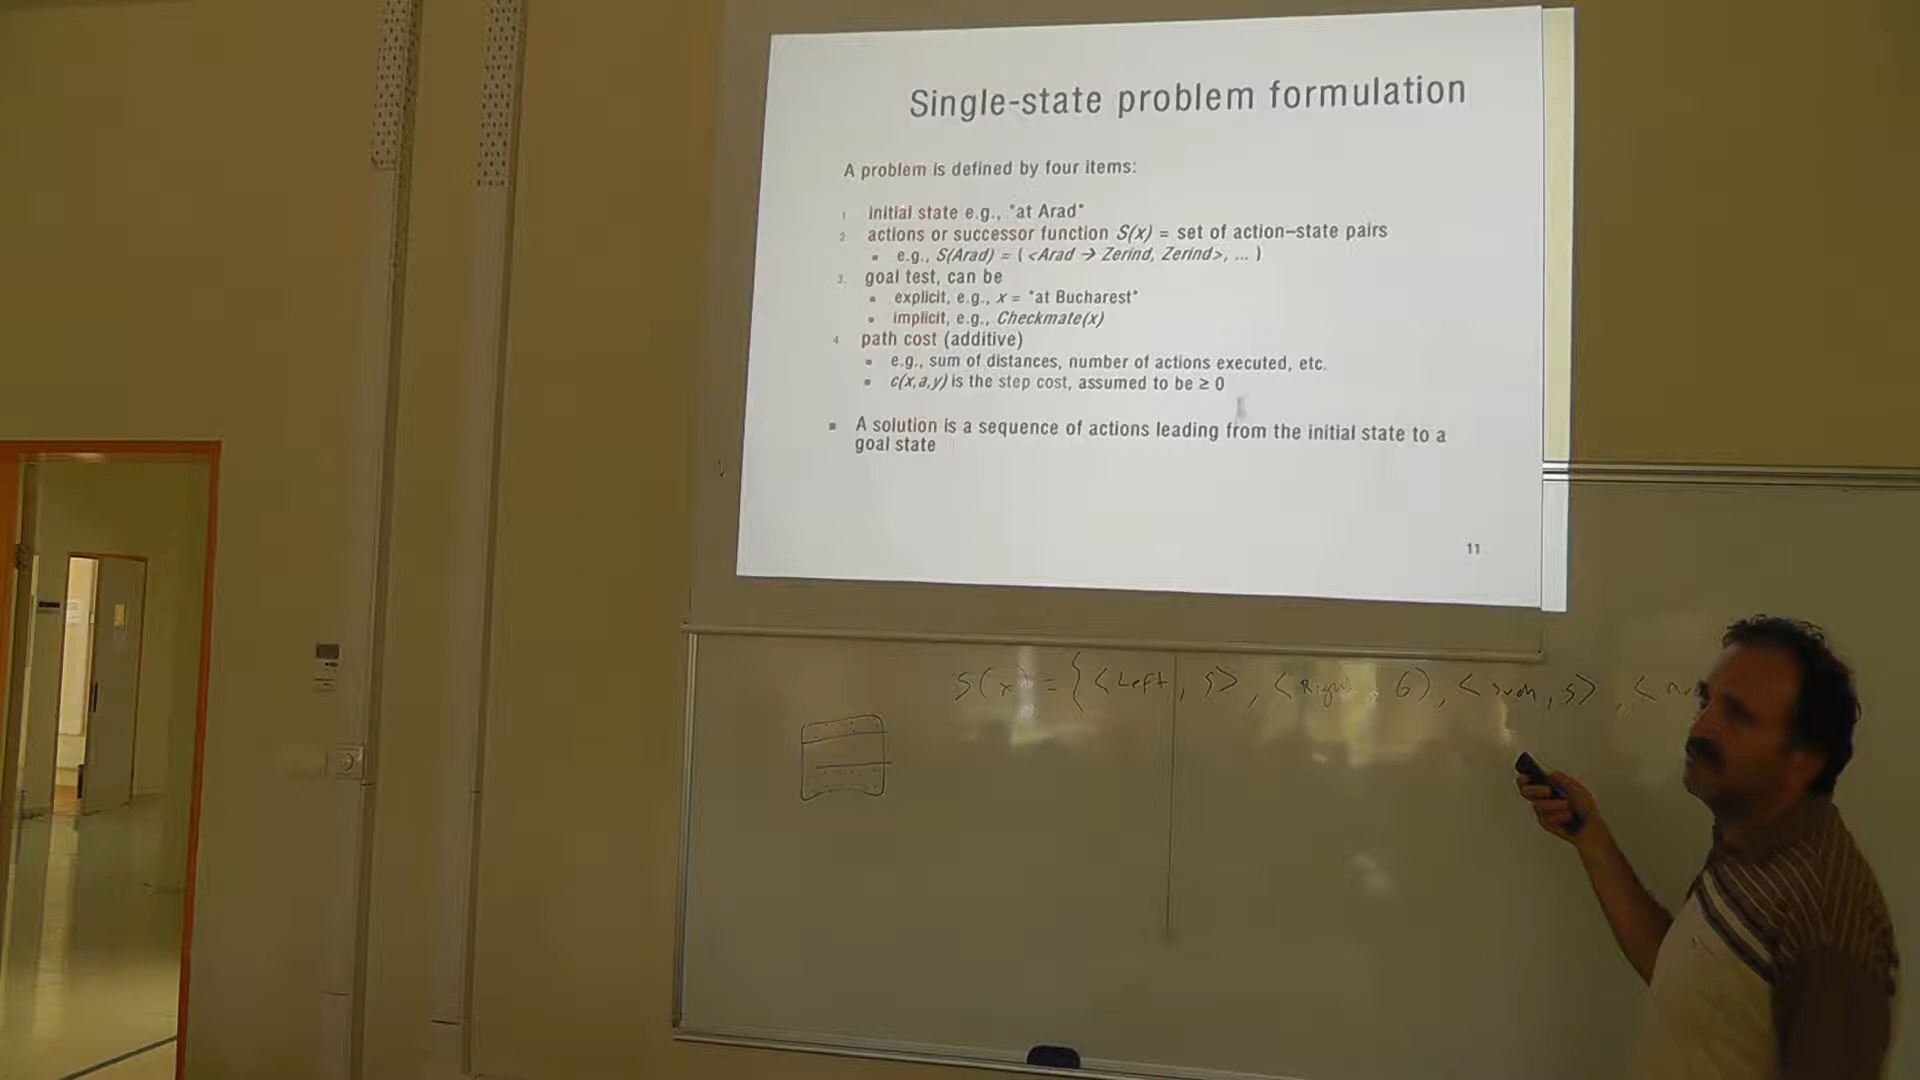 Single-state problem formulation
A problem is defined by four items:
1 initial state e.g., "at Arad"
2 actions or successor function S(x) = set of action–state pairs
▪ e.g., S(Arad) = {<Arad → Zerind, Zerind>, … }
3. goal test, can be
▪ explicit, e.g., x = "at Bucharest"
▪ implicit, e.g., Checkmate(x)
4 path cost (additive)
▪ e.g., sum of distances, number of actions executed, etc.
▪ c(x,a,y) is the step cost, assumed to be ≥ 0
▪ A solution is a sequence of actions leading from the initial state to a
goal state
11
S(x) = { <Left, 5>, <Right, 6), <